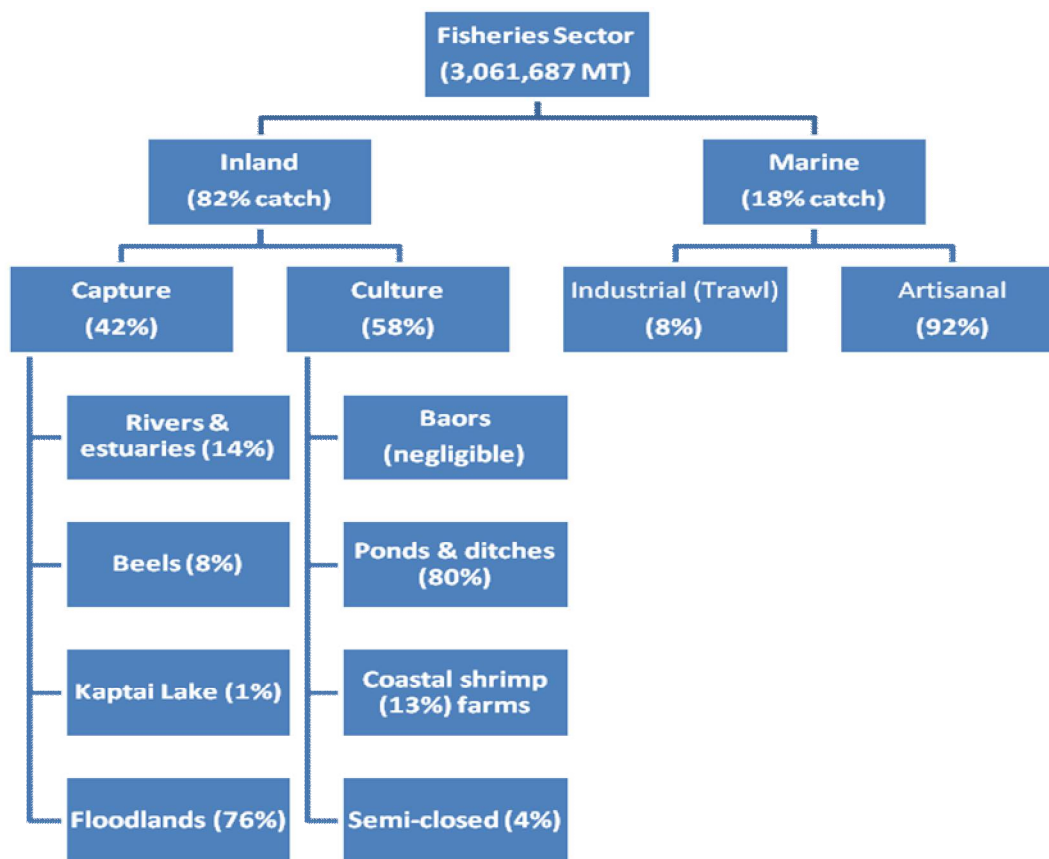 Fisheries Sector
(3,061,687 MT)
Inland
(82% catch)
Marine
(18% catch)
Capture
(42%)
Culture
(58%)
Industrial (Trawl)
(8%)
Artisanal
(92%)
Rivers &
estuaries (14%)
Baors
(negligible)
Beels (8%)
Ponds & ditches
(80%)
Kaptai Lake (1%)
Coastal shrimp
(13%) farms
Floodlands (76%)
Semi-closed (4%)